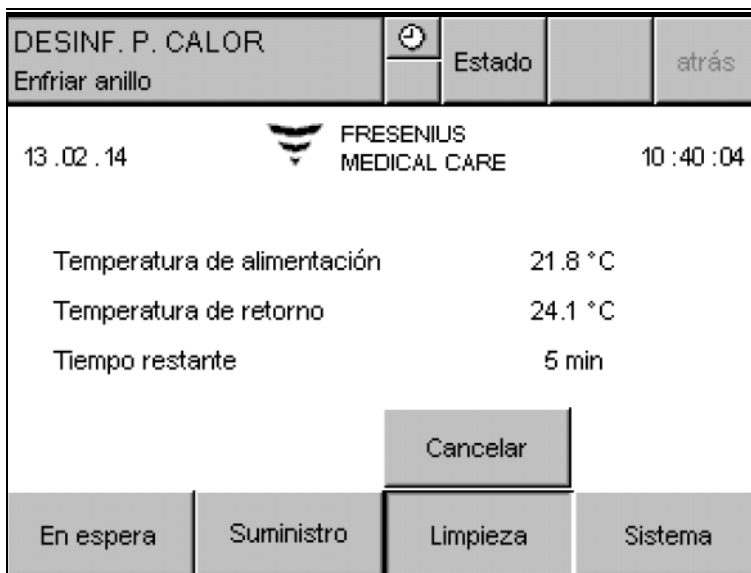 DESINF. P. CALOR
Enfriar anillo
Estado
atrás
13 .02 .14
FRESENIUS
MEDICAL CARE
10 :40 :04
Temperatura de alimentación 21.8 °C
Temperatura de retorno 24.1 °C
Tiempo restante 5 min
Cancelar
En espera Suministro Limpieza Sistema